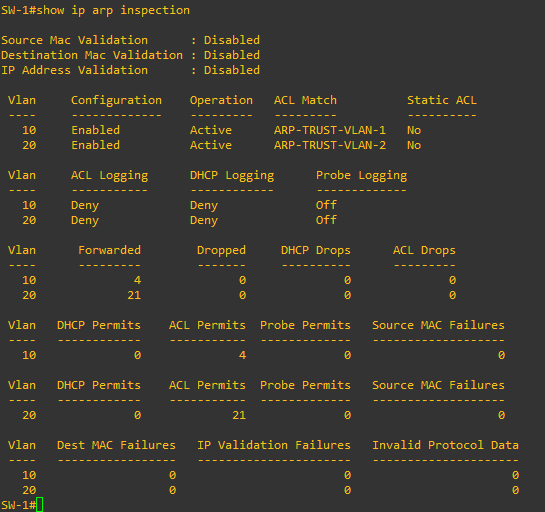 SW-1#show ip arp inspection
Source Mac Validation      : Disabled
Destination Mac Validation : Disabled
IP Address Validation      : Disabled
 Vlan     Configuration    Operation   ACL Match          Static ACL
 ----     -------------    ---------   ---------          ----------
   10     Enabled          Active      ARP-TRUST-VLAN-1   No
   20     Enabled          Active      ARP-TRUST-VLAN-2   No
 Vlan     ACL Logging      DHCP Logging      Probe Logging
 ----     -----------      ------------      -------------
   10     Deny             Deny              Off
   20     Deny             Deny              Off
 Vlan      Forwarded        Dropped     DHCP Drops      ACL Drops
 ----      ---------        -------     ----------      ---------
   10              4              0              0              0
   20             21              0              0              0
 Vlan   DHCP Permits    ACL Permits  Probe Permits   Source MAC Failures
 ----   ------------    -----------  -------------   -------------------
   10              0              4              0                     0
 Vlan   DHCP Permits    ACL Permits  Probe Permits   Source MAC Failures
 ----   ------------    -----------  -------------   -------------------
   20              0             21              0                     0
 Vlan   Dest MAC Failures   IP Validation Failures   Invalid Protocol Data
 ----   -----------------   ----------------------   ---------------------
   10                   0                        0                       0
   20                   0                        0                       0
SW-1#